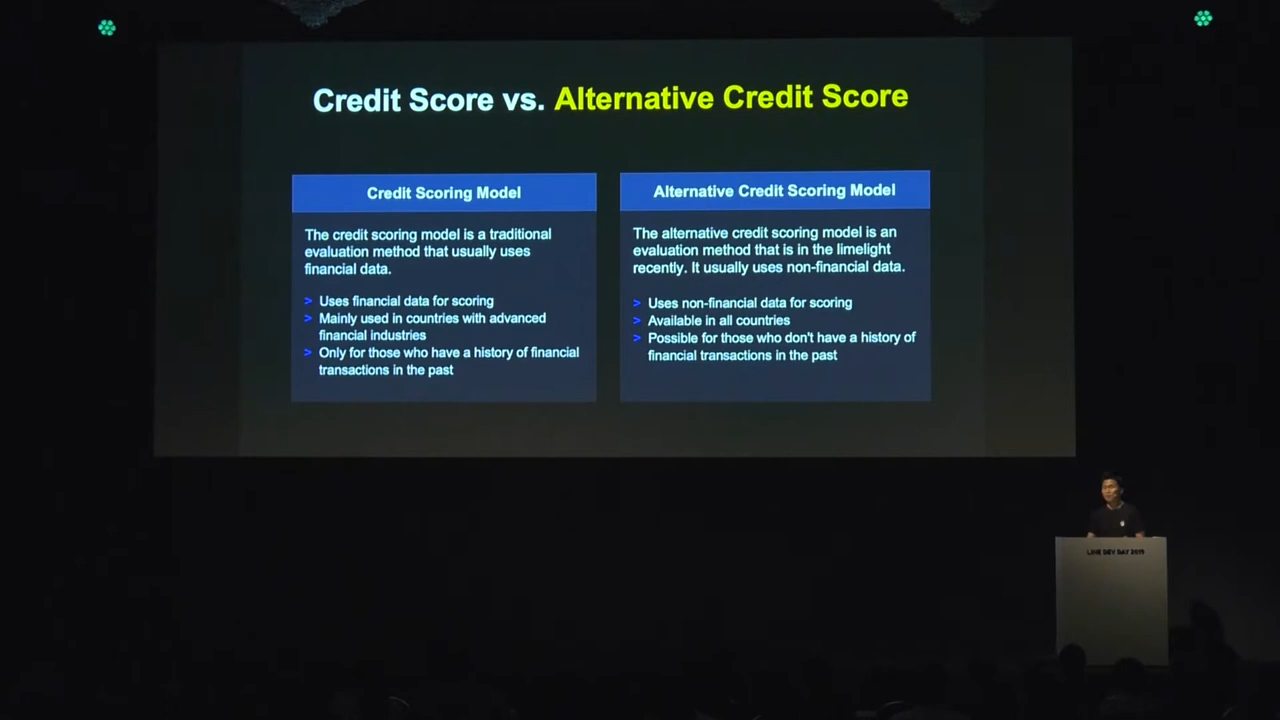 Credit Score vs. Alternative Credit Score
Credit Scoring Model
The credit scoring model is a traditional
evaluation method that usually uses
financial data.
> Uses financial data for scoring
> Mainly used in countries with advanced
financial industries
> Only for those who have a history of financial
transactions in the past
Alternative Credit Scoring Model
The alternative credit scoring model is an
evaluation method that is in the limelight
recently. It usually uses non-financial data.
> Uses non-financial data for scoring
> Available in all countries
> Possible for those who don't have a history of
financial transactions in the past
LINE DEV DAY 2019